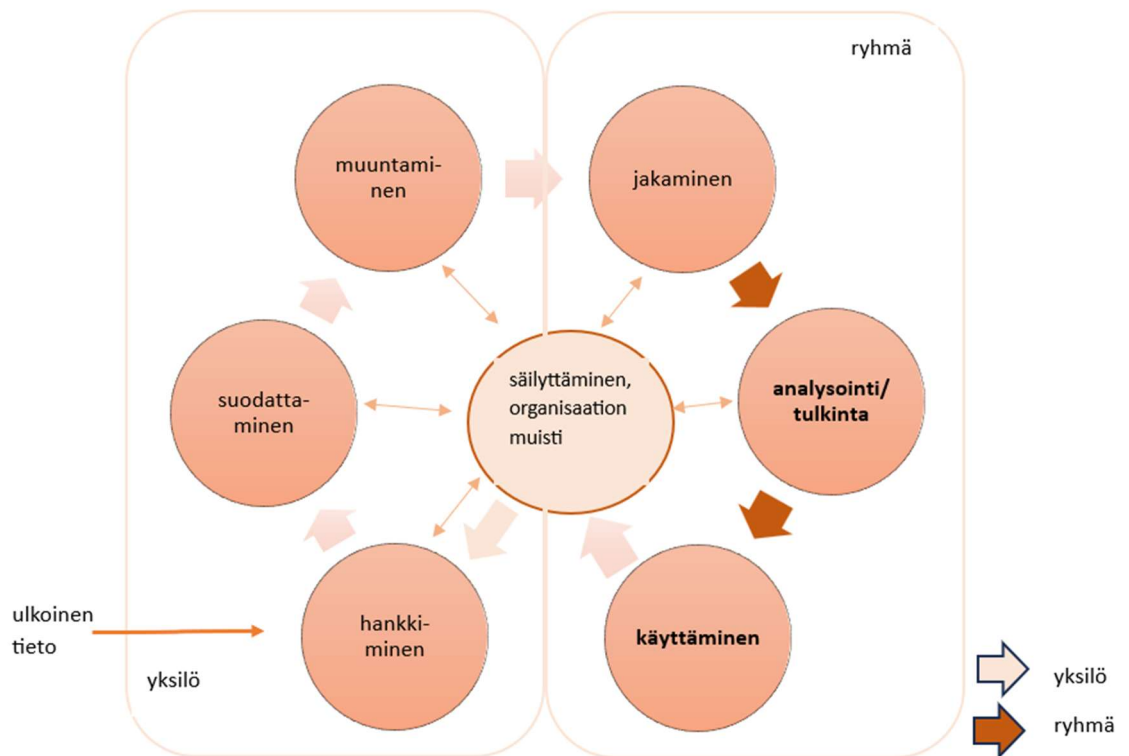 ryhmä
muuntami-
nen
jakaminen
suodatta-
minen
säilyttäminen,
organisaation
muisti
analysointi/
tulkinta
hankki-
minen
käyttäminen
ulkoinen
tieto
yksilö
yksilö
ryhmä